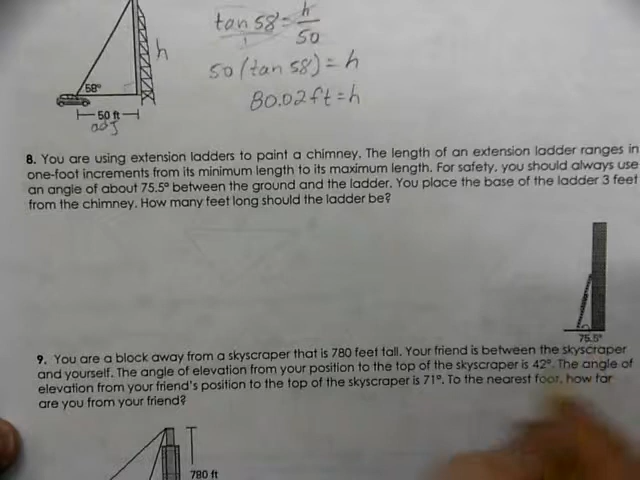 tan 58° = h/50
h
58°
50 (tan 58) = h
80.02 ft = h
50 ft
adj
8. You are using extension ladders to paint a chimney. The length of an extension ladder ranges in
one-foot increments from its minimum length to its maximum length. For safety, you should always use
an angle of about 75.5° between the ground and the ladder. You place the base of the ladder 3 feet
from the chimney. How many feet long should the ladder be?
75.5°
9. You are a block away from a skyscraper that is 780 feet tall. Your friend is between the skyscraper
and yourself. The angle of elevation from your position to the top of the skyscraper is 42°. The angle of
elevation from your friend's position to the top of the skyscraper is 71°. To the nearest foot, how far
are you from your friend?
780 ft